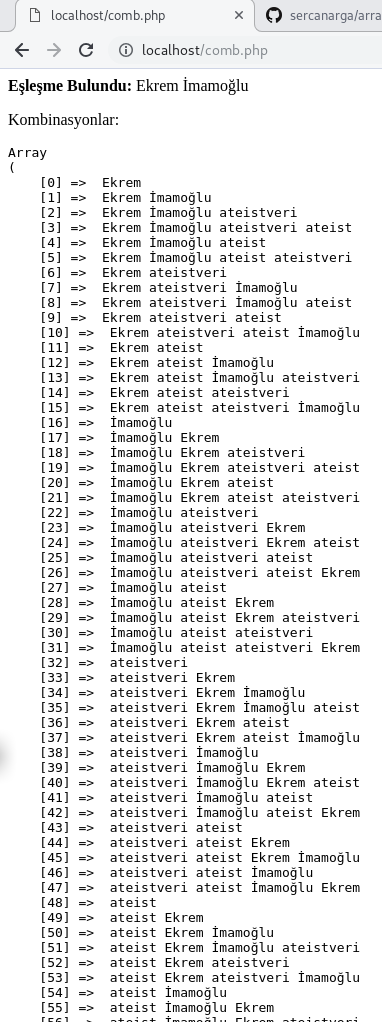 localhost/comb.php
sercanarga/arra
localhost/comb.php
Eşleşme Bulundu: Ekrem İmamoğlu
Kombinasyonlar:
Array
(
[0] => Ekrem
[1] => Ekrem İmamoğlu
[2] => Ekrem İmamoğlu ateistveri
[3] => Ekrem İmamoğlu ateistveri ateist
[4] => Ekrem İmamoğlu ateist
[5] => Ekrem İmamoğlu ateist ateistveri
[6] => Ekrem ateistveri
[7] => Ekrem ateistveri İmamoğlu
[8] => Ekrem ateistveri İmamoğlu ateist
[9] => Ekrem ateistveri ateist
[10] => Ekrem ateistveri ateist İmamoğlu
[11] => Ekrem ateist
[12] => Ekrem ateist İmamoğlu
[13] => Ekrem ateist İmamoğlu ateistveri
[14] => Ekrem ateist ateistveri
[15] => Ekrem ateist ateistveri İmamoğlu
[16] => İmamoğlu
[17] => İmamoğlu Ekrem
[18] => İmamoğlu Ekrem ateistveri
[19] => İmamoğlu Ekrem ateistveri ateist
[20] => İmamoğlu Ekrem ateist
[21] => İmamoğlu Ekrem ateist ateistveri
[22] => İmamoğlu ateistveri
[23] => İmamoğlu ateistveri Ekrem
[24] => İmamoğlu ateistveri Ekrem ateist
[25] => İmamoğlu ateistveri ateist
[26] => İmamoğlu ateistveri ateist Ekrem
[27] => İmamoğlu ateist
[28] => İmamoğlu ateist Ekrem
[29] => İmamoğlu ateist Ekrem ateistveri
[30] => İmamoğlu ateist ateistveri
[31] => İmamoğlu ateist ateistveri Ekrem
[32] => ateistveri
[33] => ateistveri Ekrem
[34] => ateistveri Ekrem İmamoğlu
[35] => ateistveri Ekrem İmamoğlu ateist
[36] => ateistveri Ekrem ateist
[37] => ateistveri Ekrem ateist İmamoğlu
[38] => ateistveri İmamoğlu
[39] => ateistveri İmamoğlu Ekrem
[40] => ateistveri İmamoğlu Ekrem ateist
[41] => ateistveri İmamoğlu ateist
[42] => ateistveri İmamoğlu ateist Ekrem
[43] => ateistveri ateist
[44] => ateistveri ateist Ekrem
[45] => ateistveri ateist Ekrem İmamoğlu
[46] => ateistveri ateist İmamoğlu
[47] => ateistveri ateist İmamoğlu Ekrem
[48] => ateist
[49] => ateist Ekrem
[50] => ateist Ekrem İmamoğlu
[51] => ateist Ekrem İmamoğlu ateistveri
[52] => ateist Ekrem ateistveri
[53] => ateist Ekrem ateistveri İmamoğlu
[54] => ateist İmamoğlu
[55] => ateist İmamoğlu Ekrem
[56] => ateist İmamoğlu Ekrem ateistveri